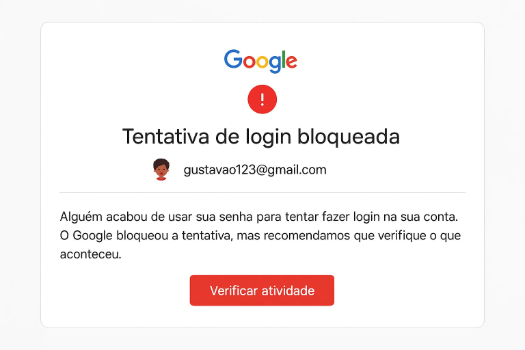 Google
!
Tentativa de login bloqueada
gustavao123@gmail.com
Alguém acabou de usar sua senha para tentar fazer login na sua conta.
O Google bloqueou a tentativa, mas recomendamos que verifique o que
aconteceu.
Verificar atividade